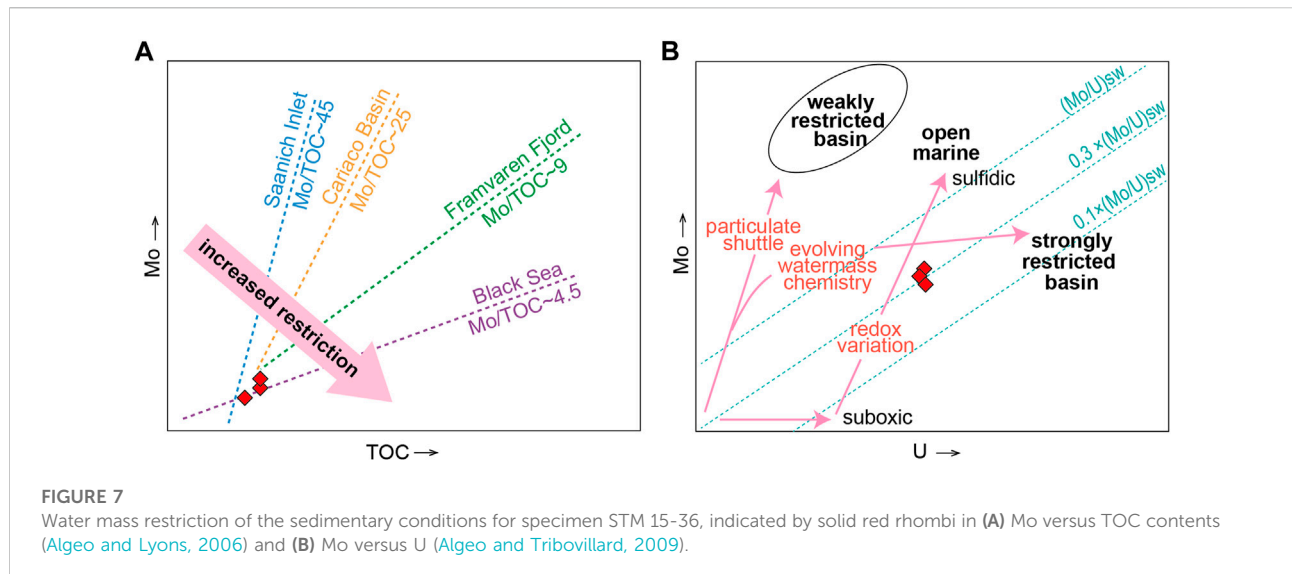 A
Saanich Inlet
Mo/TOC~45
Cariaco Basin
Mo/TOC~25
Framvaren Fjord
Mo/TOC~9
Black Sea
Mo/TOC~4.5
increased restriction
Mo →
TOC →
B
weakly
restricted
basin
open
marine
sulfidic
(Mo/U)sw
0.3 ×(Mo/U)sw
0.1×(Mo/U)sw
particulate
shuttle
evolving
watermass
chemistry
strongly
restricted
basin
redox
variation
suboxic
Mo →
U →
FIGURE 7
Water mass restriction of the sedimentary conditions for specimen STM 15-36, indicated by solid red rhombi in (A) Mo versus TOC contents
(Algeo and Lyons, 2006) and (B) Mo versus U (Algeo and Tribovillard, 2009).